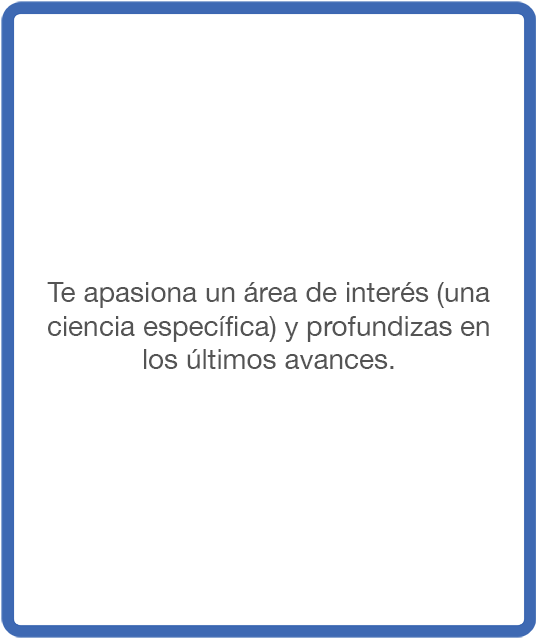 Te apasiona un área de interés (una
ciencia específica) y profundizas en
los últimos avances.